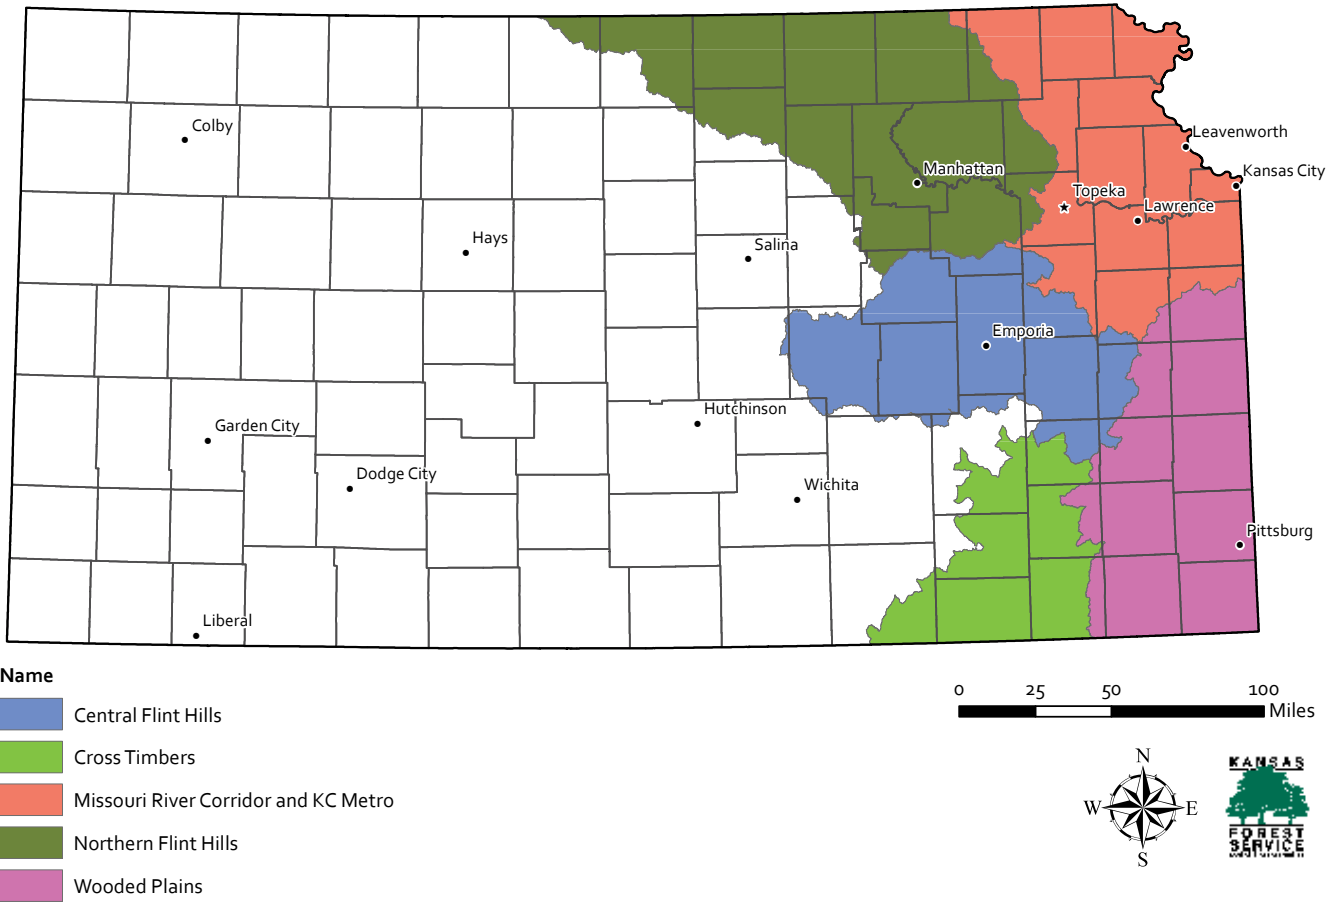 Leavenworth
Colby
Manhattan
Kansas City
Topeka
Lawrence
Hays
Salina
Emporia
Hutchinson
Garden City
Dodge City
Wichita
Pittsburg
Liberal
Name
Central Flint Hills
Cross Timbers
Missouri River Corridor and KC Metro
Northern Flint Hills
Wooded Plains
0 25 50 100
Miles
N
W E
S
KANSAS
FOREST
SERVICE